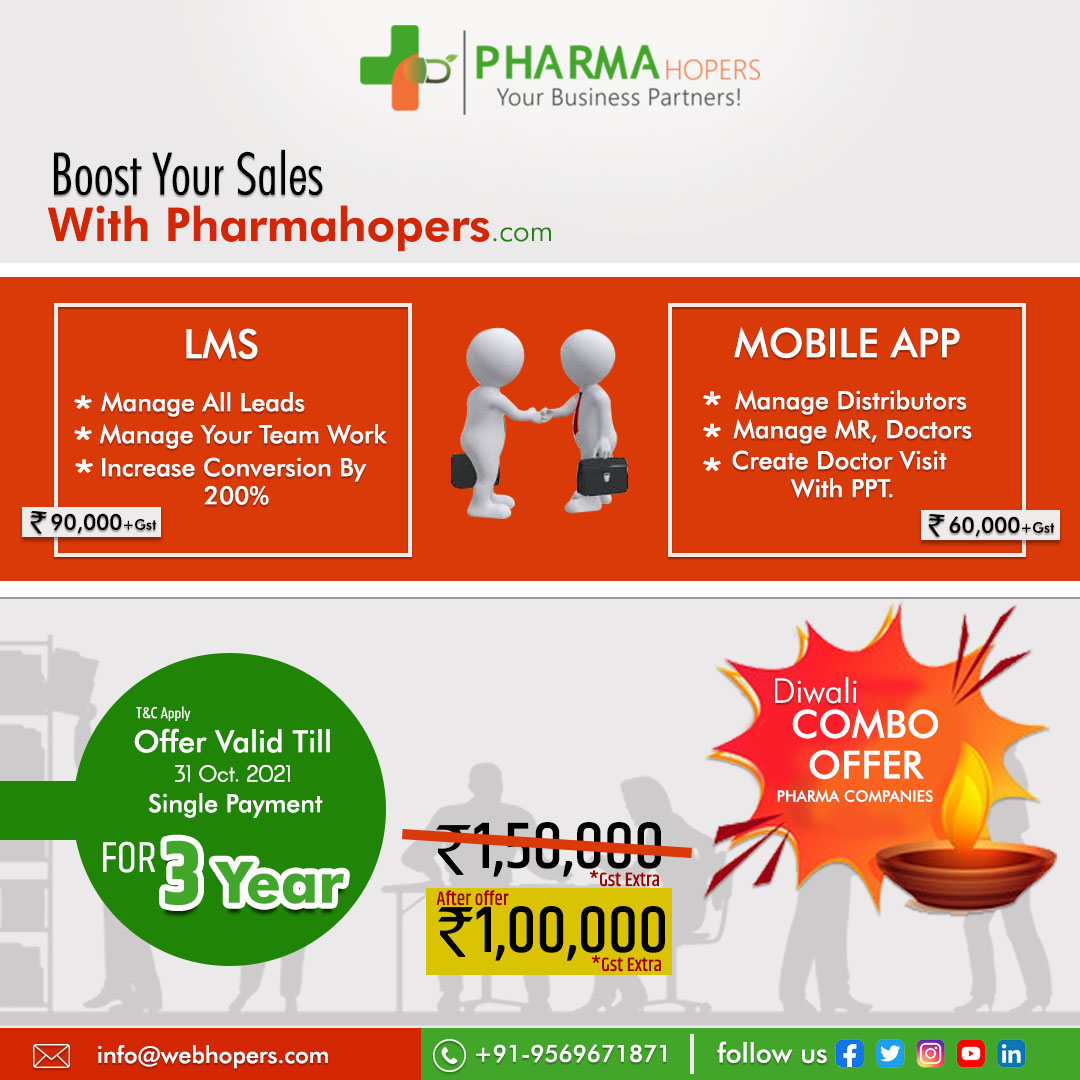 PHARMA HOPERS
Your Business Partners!
Boost Your Sales
With Pharmahopers.com
LMS
* Manage All Leads
* Manage Your Team Work
* Increase Conversion By
200%
₹ 90,000+Gst
MOBILE APP
* Manage Distributors
* Manage MR, Doctors
* Create Doctor Visit
With PPT.
₹ 60,000+Gst
T&C Apply
Offer Valid Till
31 Oct. 2021
Single Payment
FOR 3 Year
Diwali
COMBO
OFFER
PHARMA COMPANIES
₹1,50,000
*Gst Extra
After offer
₹1,00,000
*Gst Extra
info@webhopers.com
+91-9569671871
follow us